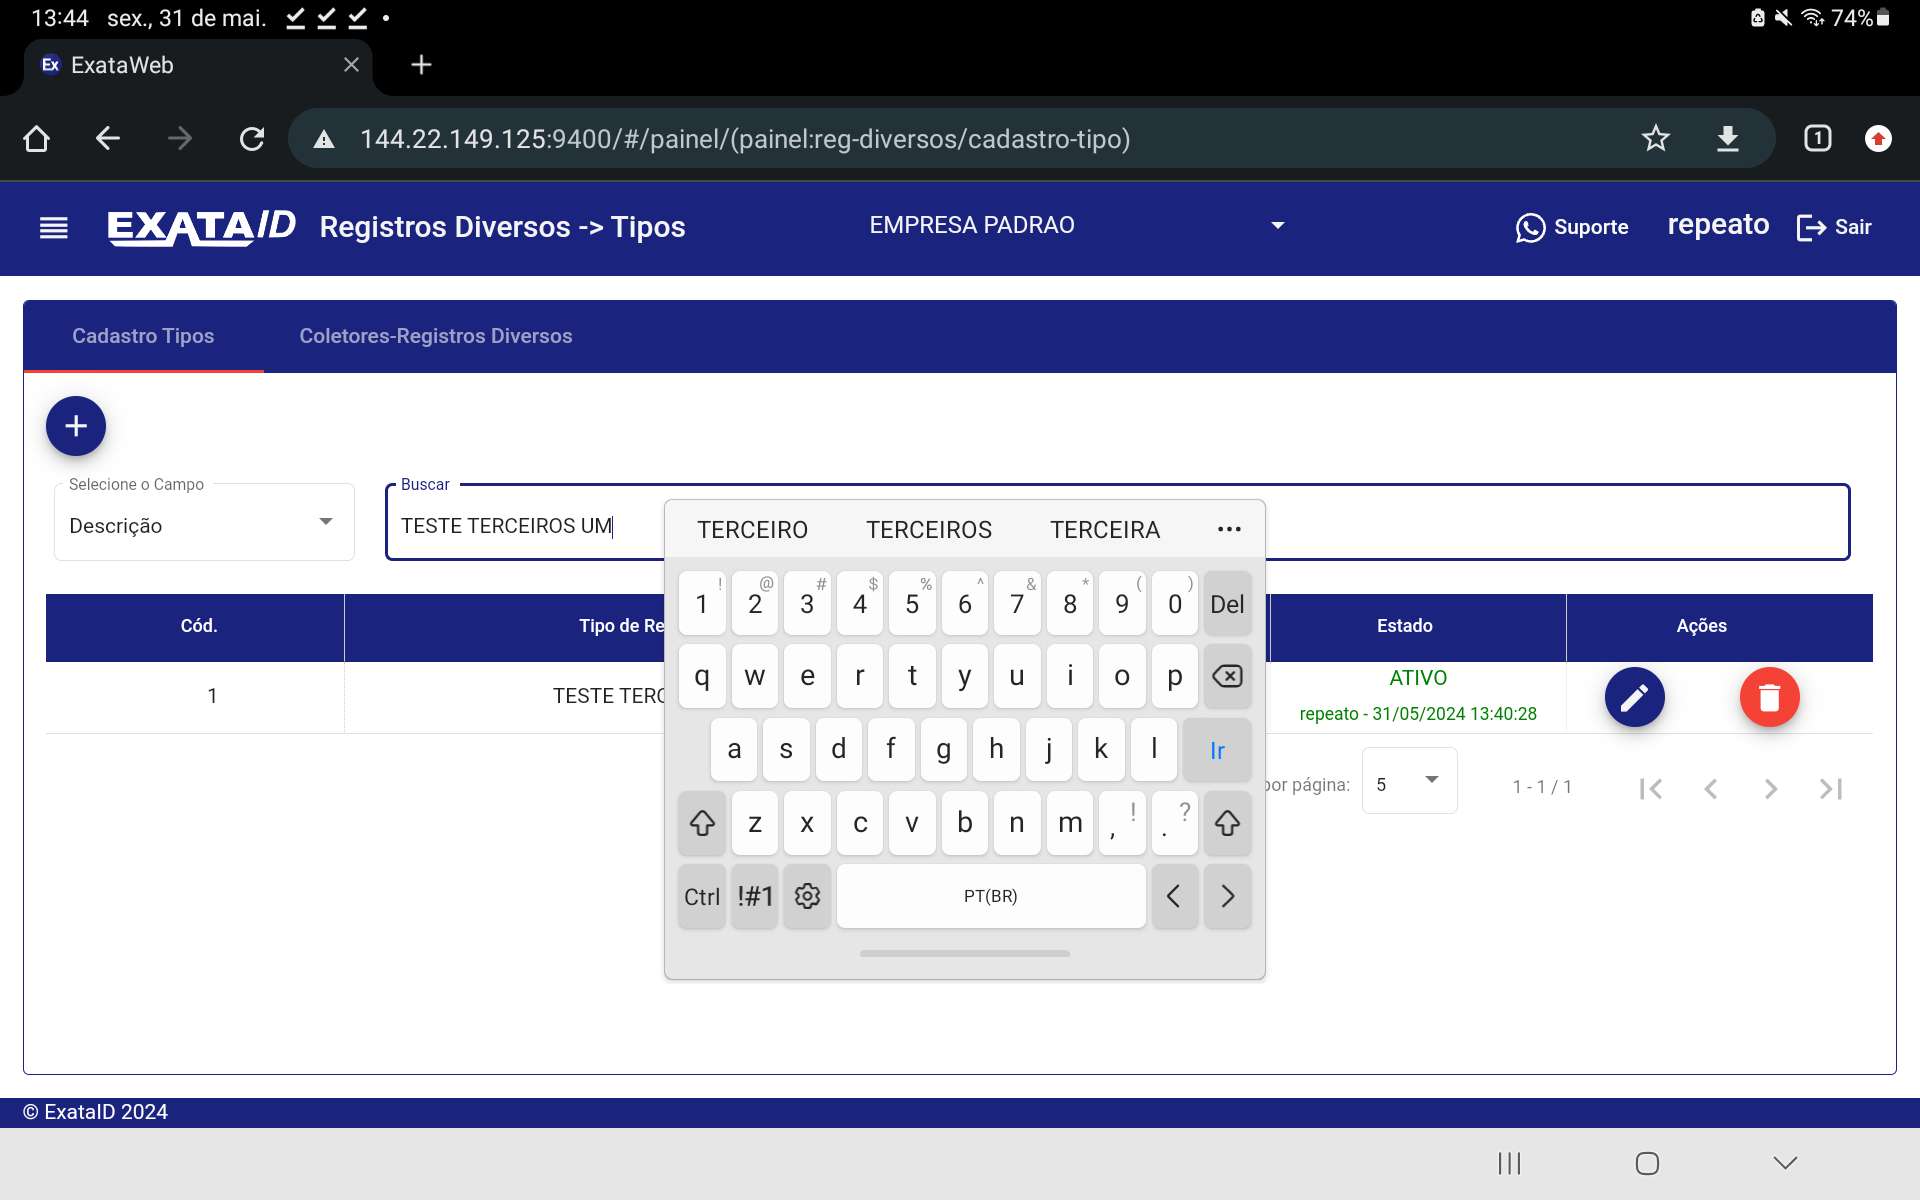 13:44 sex., 31 de mai.
74%
Ex ExataWeb
144.22.149.125:9400/#/painel/(painel:reg-diversos/cadastro-tipo)
1
EXATAID Registros Diversos -> Tipos
EMPRESA PADRAO
Suporte
repeato
Sair
Cadastro Tipos
Coletores-Registros Diversos
+
Selecione o Campo
Descrição
Buscar
TESTE TERCEIROS UM
TERCEIRO TERCEIROS TERCEIRA ...
! @ # $ % ^ & * ( )
1 2 3 4 5 6 7 8 9 0 Del
q w e r t y u i o p
a s d f g h j k l Ir
z x c v b n m , ! . ?
Ctrl !#1 PT(BR) < >
Cód. Tipo de Re Estado Ações
1 TESTE TERC ATIVO
repeato - 31/05/2024 13:40:28
por página: 5 1 - 1 / 1
© ExataID 2024